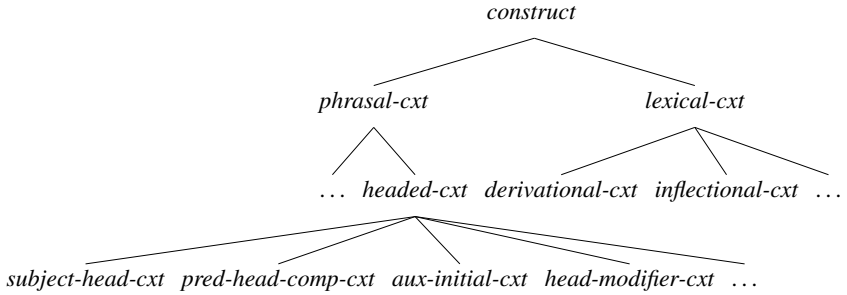 construct
phrasal-cxt lexical-cxt
... headed-cxt derivational-cxt inflectional-cxt ...
subject-head-cxt pred-head-comp-cxt aux-initial-cxt head-modifier-cxt ...